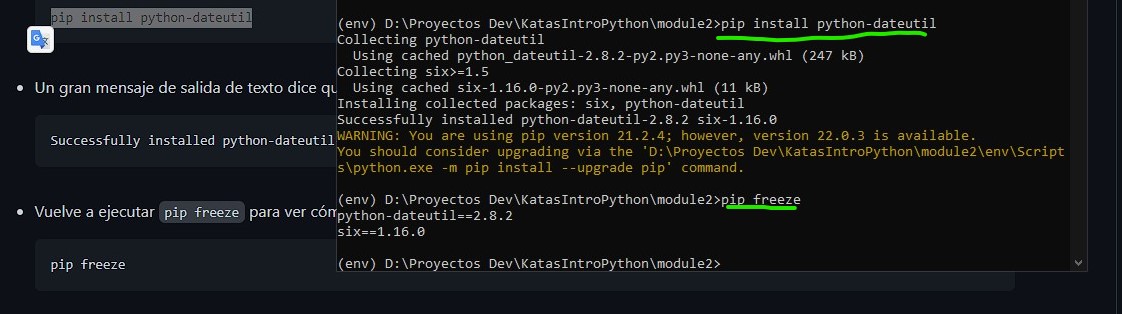 pip install python-dateutil
Un gran mensaje de salida de texto dice qu
Successfully installed python-dateutil
Vuelve a ejecutar pip freeze para ver cóm
pip freeze
(env) D:\Proyectos Dev\KatasIntroPython\module2>pip install python-dateutil
Collecting python-dateutil
  Using cached python_dateutil-2.8.2-py2.py3-none-any.whl (247 kB)
Collecting six>=1.5
  Using cached six-1.16.0-py2.py3-none-any.whl (11 kB)
Installing collected packages: six, python-dateutil
Successfully installed python-dateutil-2.8.2 six-1.16.0
WARNING: You are using pip version 21.2.4; however, version 22.0.3 is available.
You should consider upgrading via the 'D:\Proyectos Dev\KatasIntroPython\module2\env\Script
s\python.exe -m pip install --upgrade pip' command.
(env) D:\Proyectos Dev\KatasIntroPython\module2>pip freeze
python-dateutil==2.8.2
six==1.16.0
(env) D:\Proyectos Dev\KatasIntroPython\module2>